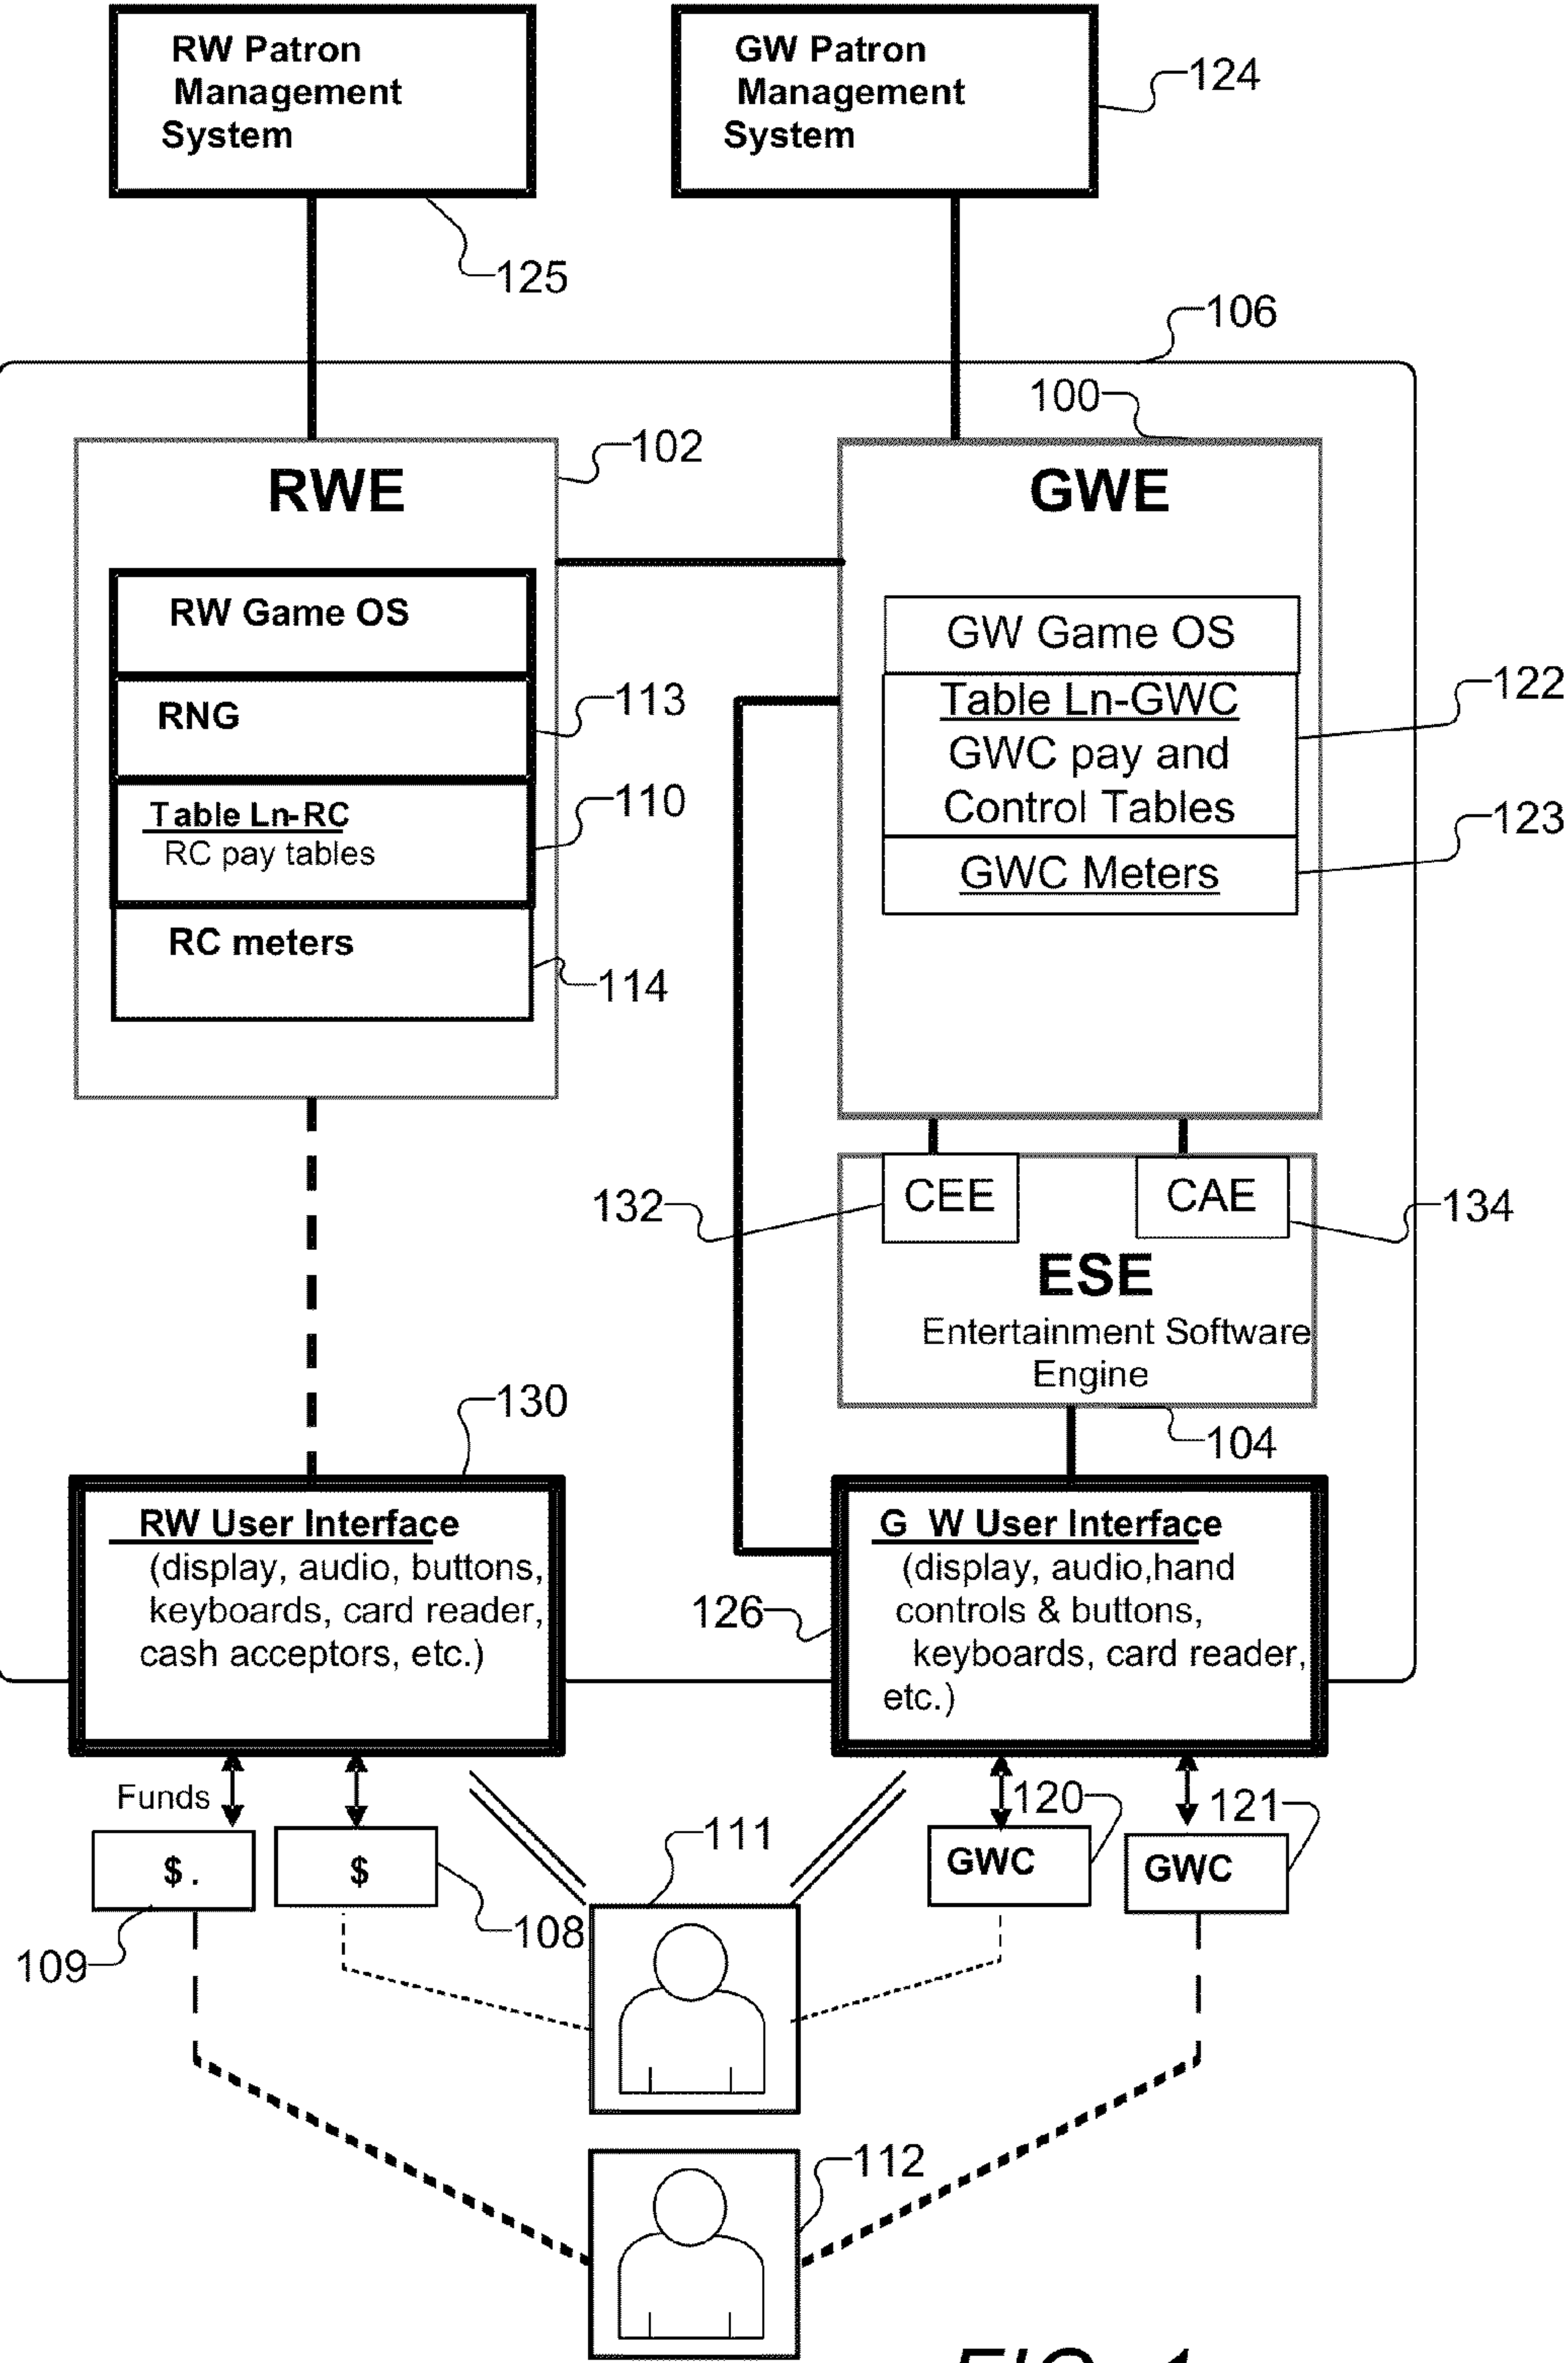 RW Patron
Management
System
GW Patron
Management
System
124
125
106
100
102
RWE
GWE
RW Game OS
RNG
113
Table Ln-RC
RC pay tables
110
RC meters
114
GW Game OS
Table Ln-GWC
GWC pay and
Control Tables
122
GWC Meters
123
132
CEE
CAE
134
ESE
Entertainment Software
Engine
104
130
RW User Interface
(display, audio, buttons,
keyboards, card reader,
cash acceptors, etc.)
G W User Interface
(display, audio,hand
controls & buttons,
keyboards, card reader,
etc.)
126
Funds
$.
$
109
108
111
120
121
GWC
GWC
112
FIG. 1